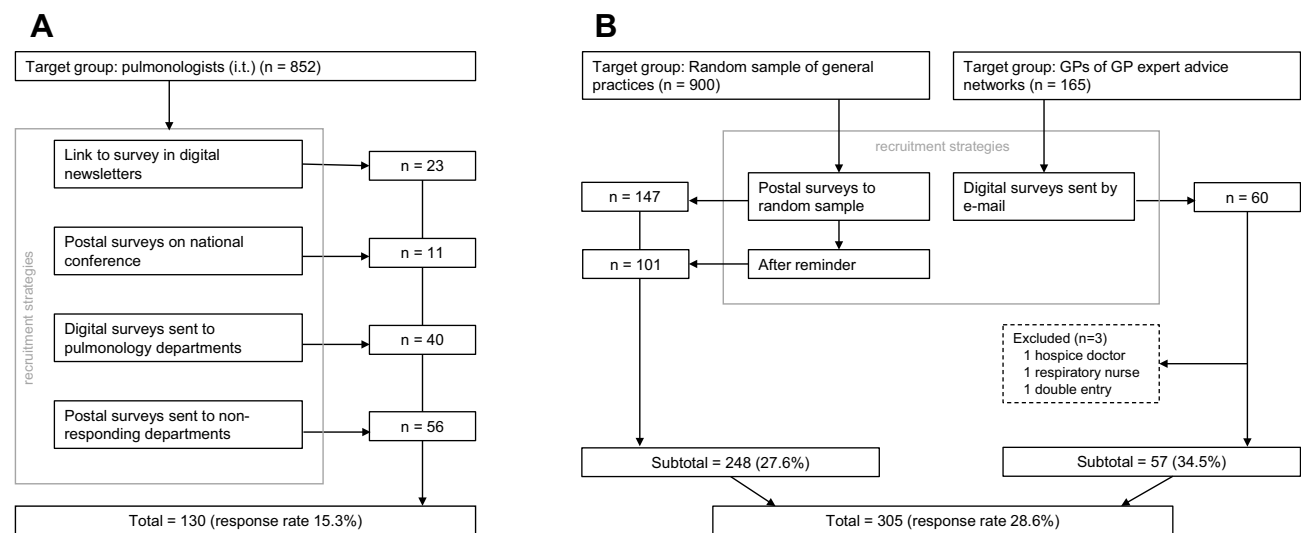 A
Target group: pulmonologists (i.t.) (n = 852)
recruitment strategies
Link to survey in digital
newsletters
n = 23
Postal surveys on national
conference
n = 11
Digital surveys sent to
pulmonology departments
n = 40
Postal surveys sent to non-
responding departments
n = 56
Total = 130 (response rate 15.3%)
B
Target group: Random sample of general
practices (n = 900)
Target group: GPs of GP expert advice
networks (n = 165)
recruitment strategies
n = 147
Postal surveys to
random sample
Digital surveys sent by
e-mail
n = 60
n = 101
After reminder
Excluded (n=3)
1 hospice doctor
1 respiratory nurse
1 double entry
Subtotal = 248 (27.6%)
Subtotal = 57 (34.5%)
Total = 305 (response rate 28.6%)